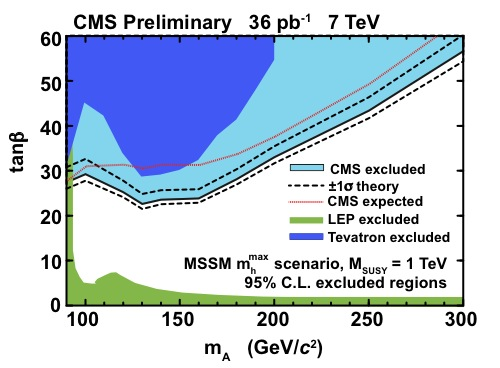 CMS Preliminary 36 pb⁻¹ 7 TeV
tanβ
60
50
40
30
20
10
0
CMS excluded
±1σ theory
CMS expected
LEP excluded
Tevatron excluded
MSSM m_h^max scenario, M_SUSY = 1 TeV
95% C.L. excluded regions
100 150 200 250 300
m_A (GeV/c²)